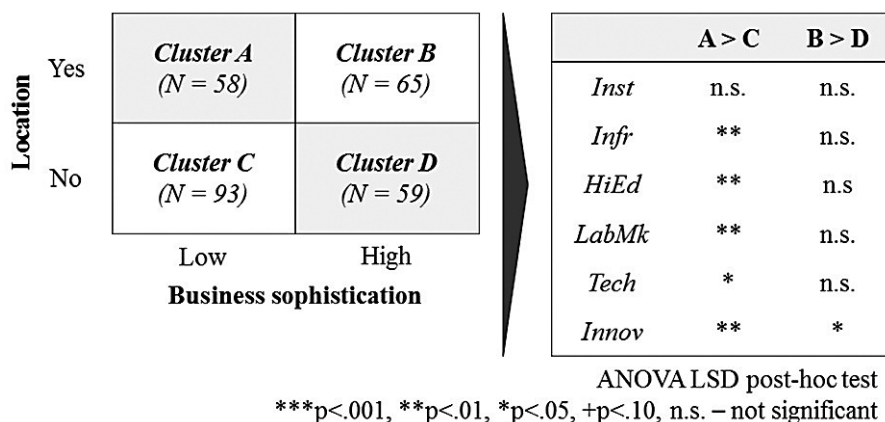 Location
Yes
Cluster A
(N = 58)
Cluster B
(N = 65)
No
Cluster C
(N = 93)
Cluster D
(N = 59)
Low High
Business sophistication
A > C B > D
Inst n.s. n.s.
Infr ** n.s.
HiEd ** n.s
LabMk ** n.s.
Tech * n.s.
Innov ** *
ANOVA LSD post-hoc test
***p<.001, **p<.01, *p<.05, +p<.10, n.s. – not significant